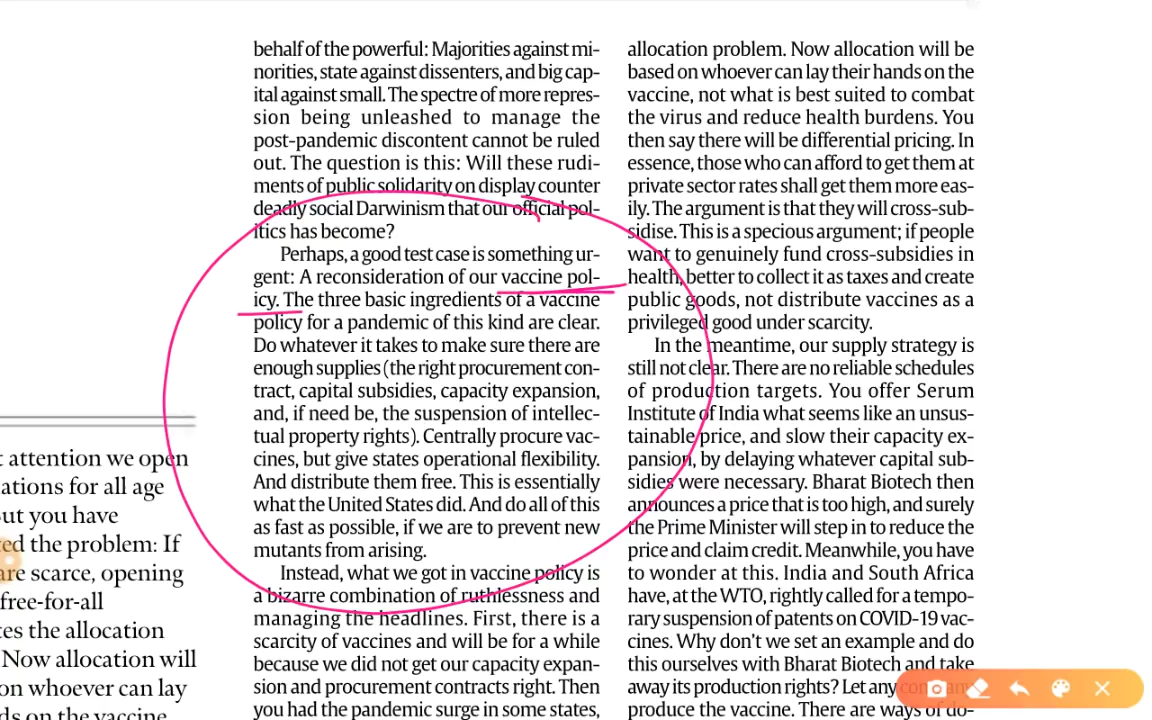 behalf of the powerful: Majorities against mi-
norities, state against dissenters, and big cap-
ital against small. The spectre of more repres-
sion being unleashed to manage the
post-pandemic discontent cannot be ruled
out. The question is this: Will these rudi-
ments of public solidarity on display counter
deadly social Darwinism that our official pol-
itics has become?
Perhaps, a good test case is something ur-
gent: A reconsideration of our vaccine pol-
icy. The three basic ingredients of a vaccine
policy for a pandemic of this kind are clear.
Do whatever it takes to make sure there are
enough supplies (the right procurement con-
tract, capital subsidies, capacity expansion,
and, if need be, the suspension of intellec-
tual property rights). Centrally procure vac-
cines, but give states operational flexibility.
And distribute them free. This is essentially
what the United States did. And do all of this
as fast as possible, if we are to prevent new
mutants from arising.
Instead, what we got in vaccine policy is
a bizarre combination of ruthlessness and
managing the headlines. First, there is a
scarcity of vaccines and will be for a while
because we did not get our capacity expan-
sion and procurement contracts right. Then
you had the pandemic surge in some states,
allocation problem. Now allocation will be
based on whoever can lay their hands on the
vaccine, not what is best suited to combat
the virus and reduce health burdens. You
then say there will be differential pricing. In
essence, those who can afford to get them at
private sector rates shall get them more eas-
ily. The argument is that they will cross-sub-
sidise. This is a specious argument; if people
want to genuinely fund cross-subsidies in
health, better to collect it as taxes and create
public goods, not distribute vaccines as a
privileged good under scarcity.
In the meantime, our supply strategy is
still not clear. There are no reliable schedules
of production targets. You offer Serum
Institute of India what seems like an unsus-
tainable price, and slow their capacity ex-
pansion, by delaying whatever capital sub-
sidies were necessary. Bharat Biotech then
announces a price that is too high, and surely
the Prime Minister will step in to reduce the
price and claim credit. Meanwhile, you have
to wonder at this. India and South Africa
have, at the WTO, rightly called for a tempo-
rary suspension of patents on COVID-19 vac-
cines. Why don't we set an example and do
this ourselves with Bharat Biotech and take
away its production rights? Let any
produce the vaccine. There are ways of do-
attention we open
ations for all age
ut you have
ed the problem: If
are scarce, opening
free-for-all
tes the allocation
Now allocation will
on whoever can lay
ds on the vaccine